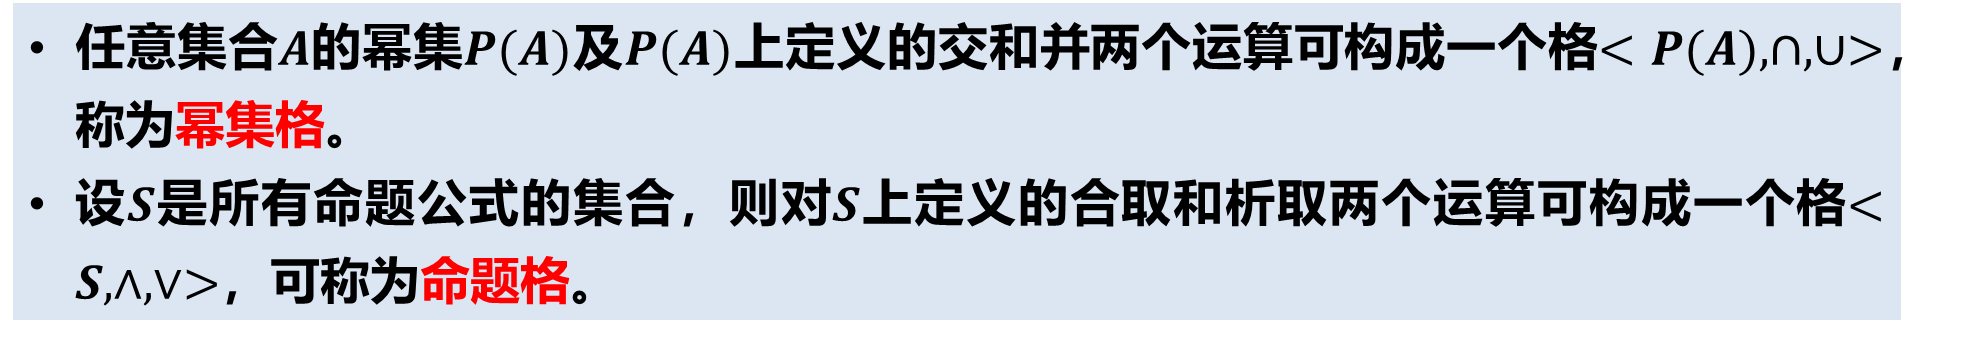 • 任意集合A的幂集P(A)及P(A)上定义的交和并两个运算可构成一个格< P(A),∩,∪>,
称为幂集格。
• 设S是所有命题公式的集合，则对S上定义的合取和析取两个运算可构成一个格<
S,∧,∨>，可称为命题格。